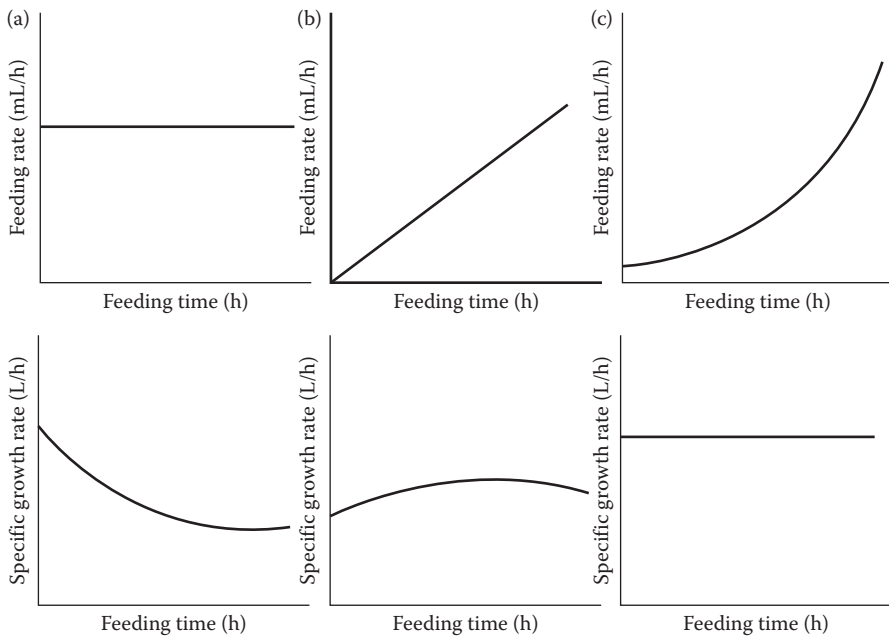 (a)
Feeding rate (mL/h)
Feeding time (h)
(b)
Feeding rate (mL/h)
Feeding time (h)
(c)
Feeding rate (mL/h)
Feeding time (h)
Specific growth rate (L/h)
Feeding time (h)
Specific growth rate (L/h)
Feeding time (h)
Specific growth rate (L/h)
Feeding time (h)